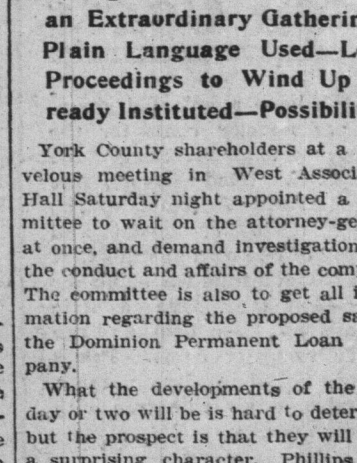 an Extraordinary Gatherin
Plain Language Used—L
Proceedings to Wind Up
ready Instituted—Possibili
York County shareholders at a
velous meeting in West Associ
Hall Saturday night appointed a
mittee to wait on the attorney-ge
at once, and demand investigation
the conduct and affairs of the com
The committee is also to get all i
mation regarding the proposed sa
the Dominion Permanent Loan
pany.
What the developments of the
day or two will be is hard to deter
but the prospect is that they will
a surprising character. Phillips